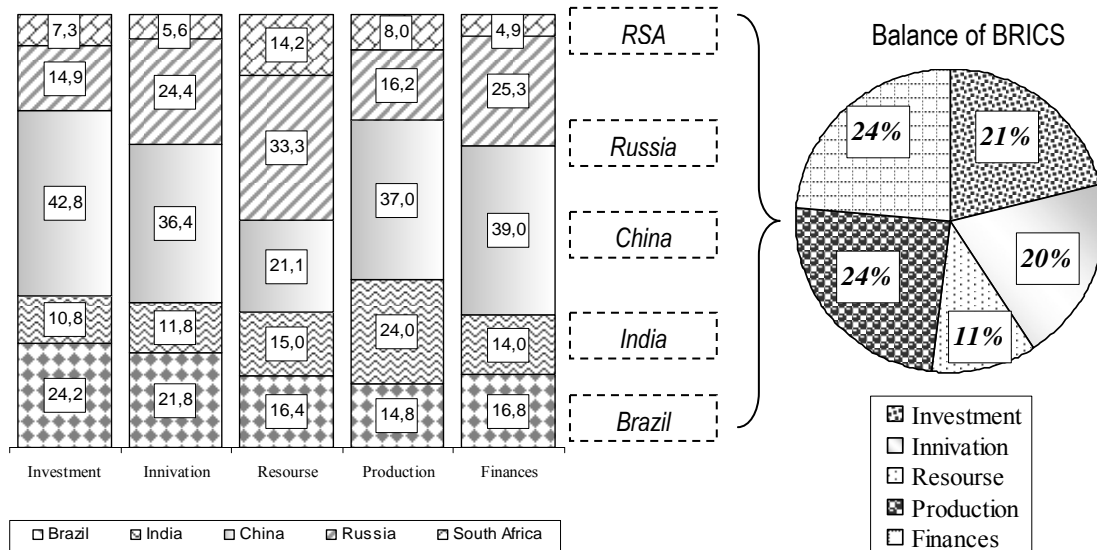 7,3
14,9
42,8
10,8
24,2
5,6
24,4
36,4
11,8
21,8
14,2
33,3
21,1
15,0
16,4
8,0
16,2
37,0
24,0
14,8
4,9
25,3
39,0
14,0
16,8
Investment
Innivation
Resourse
Production
Finances
Brazil
India
China
Russia
South Africa
RSA
Russia
China
India
Brazil
Balance of BRICS
24%
21%
20%
24%
11%
Investment
Innivation
Resourse
Production
Finances